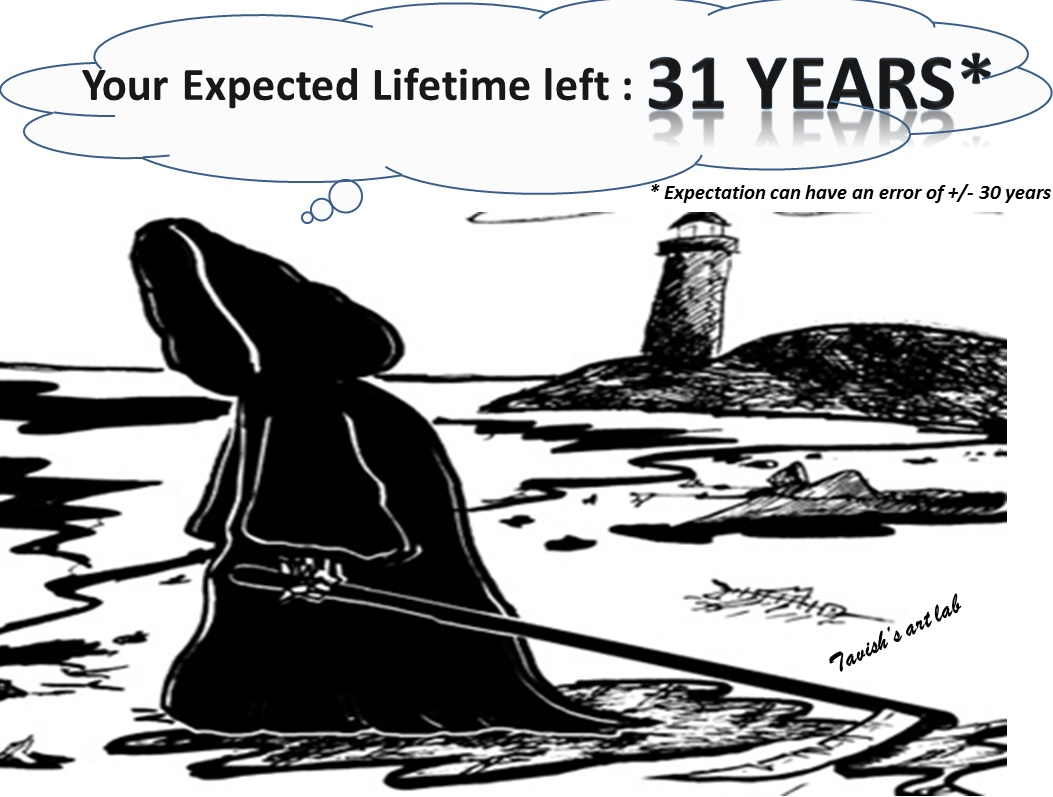 Your Expected Lifetime left : 31 YEARS*
* Expectation can have an error of +/- 30 years
Tavish's art lab